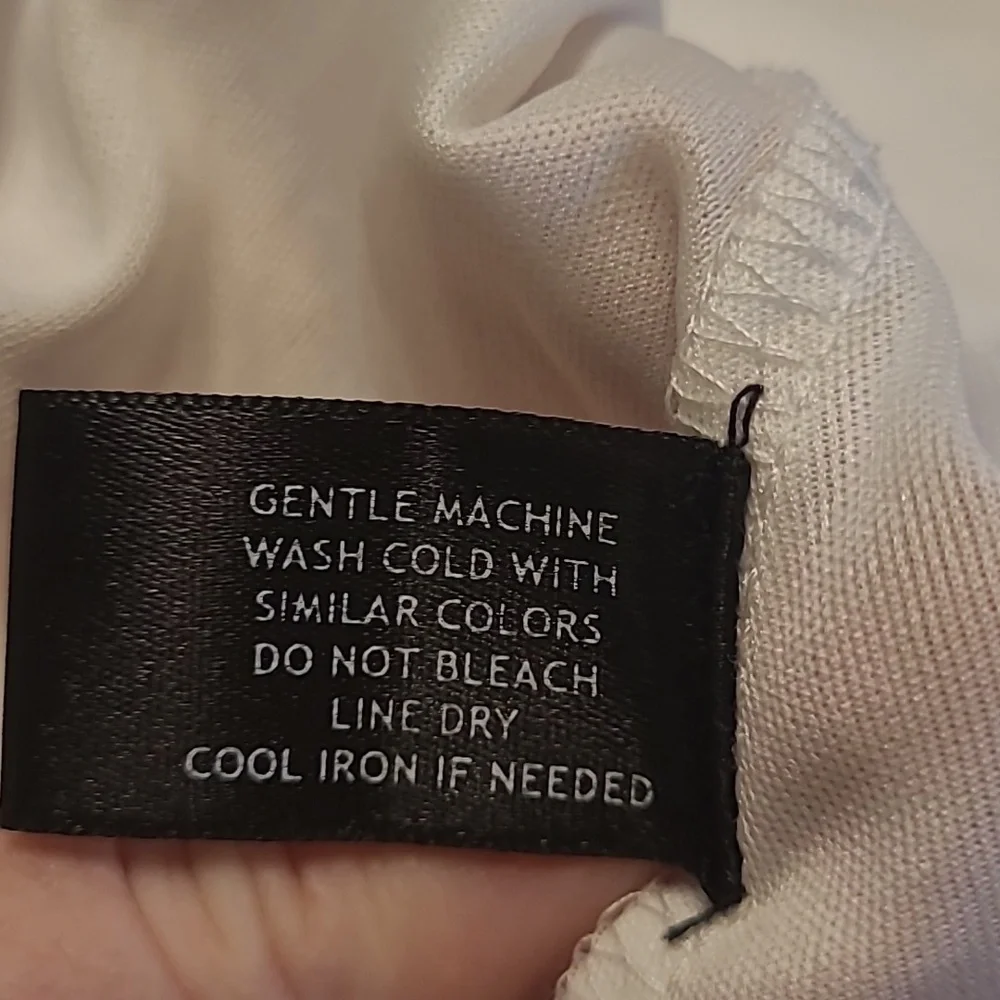 GENTLE MACHINE
WASH COLD WITH
SIMILAR COLORS
DO NOT BLEACH
LINE DRY
COOL IRON IF NEEDED